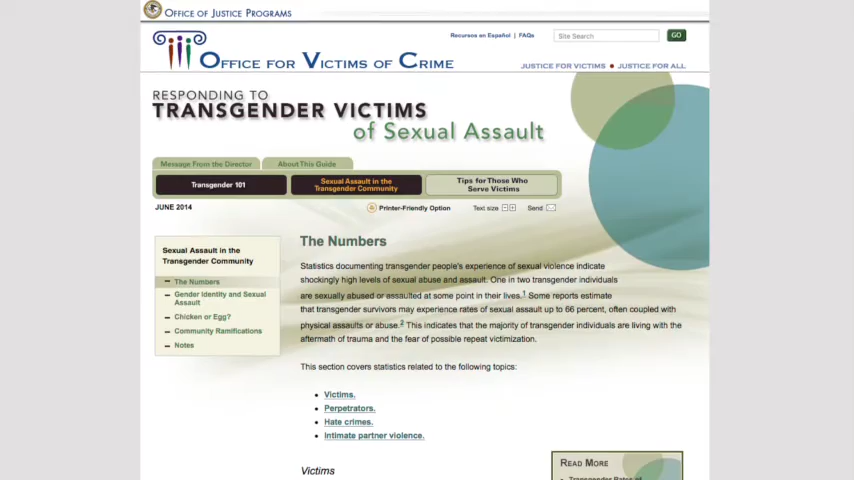 OFFICE OF JUSTICE PROGRAMS
Recursos en Español | FAQs
Site Search
GO
OFFICE FOR VICTIMS OF CRIME
JUSTICE FOR VICTIMS • JUSTICE FOR ALL
RESPONDING TO
TRANSGENDER VICTIMS
of Sexual Assault
Message From the Director
About This Guide
Transgender 101
Sexual Assault in the
Transgender Community
Tips for Those Who
Serve Victims
JUNE 2014
Printer-Friendly Option
Text size
Send
Sexual Assault in the
Transgender Community
– The Numbers
– Gender Identity and Sexual
Assault
– Chicken or Egg?
– Community Ramifications
– Notes
The Numbers
Statistics documenting transgender people's experience of sexual violence indicate
shockingly high levels of sexual abuse and assault. One in two transgender individuals
are sexually abused or assaulted at some point in their lives.1 Some reports estimate
that transgender survivors may experience rates of sexual assault up to 66 percent, often coupled with
physical assaults or abuse.2 This indicates that the majority of transgender individuals are living with the
aftermath of trauma and the fear of possible repeat victimization.
This section covers statistics related to the following topics:
• Victims.
• Perpetrators.
• Hate crimes.
• Intimate partner violence.
Victims
READ MORE
• Transgender Rates of